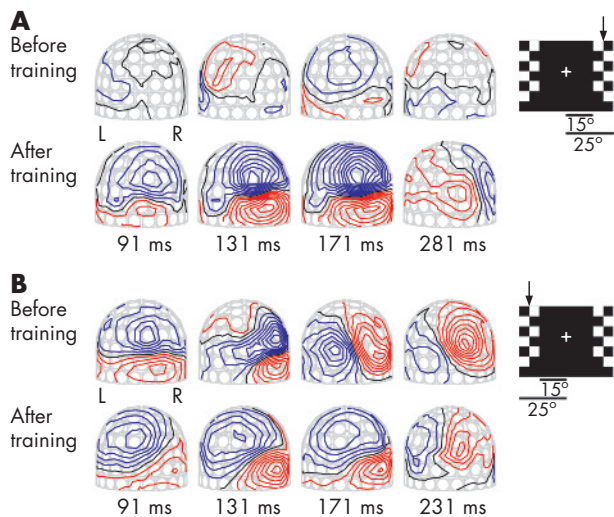 A
Before
training
L R
After
training
91 ms 131 ms 171 ms 281 ms
15°
25°
B
Before
training
L R
After
training
91 ms 131 ms 171 ms 231 ms
15°
25°